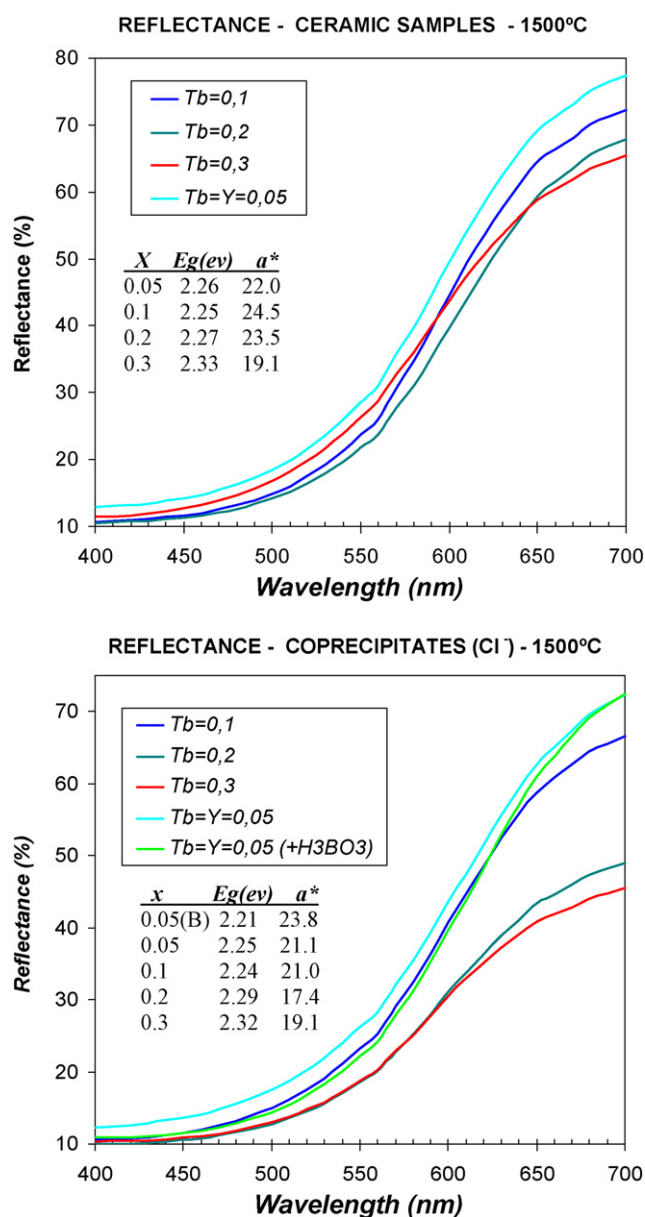 REFLECTANCE - CERAMIC SAMPLES - 1500ºC
80
70
60
50
40
30
20
10
Reflectance (%)
Tb=0,1
Tb=0,2
Tb=0,3
Tb=Y=0,05
X Eg(ev) a*
0.05 2.26 22.0
0.1 2.25 24.5
0.2 2.27 23.5
0.3 2.33 19.1
400 450 500 550 600 650 700
Wavelength (nm)
REFLECTANCE - COPRECIPITATES (Cl⁻) - 1500ºC
70
60
50
40
30
20
10
Reflectance (%)
Tb=0,1
Tb=0,2
Tb=0,3
Tb=Y=0,05
Tb=Y=0,05 (+H3BO3)
x Eg(ev) a*
0.05(B) 2.21 23.8
0.05 2.25 21.1
0.1 2.24 21.0
0.2 2.29 17.4
0.3 2.32 19.1
400 450 500 550 600 650 700
Wavelength (nm)